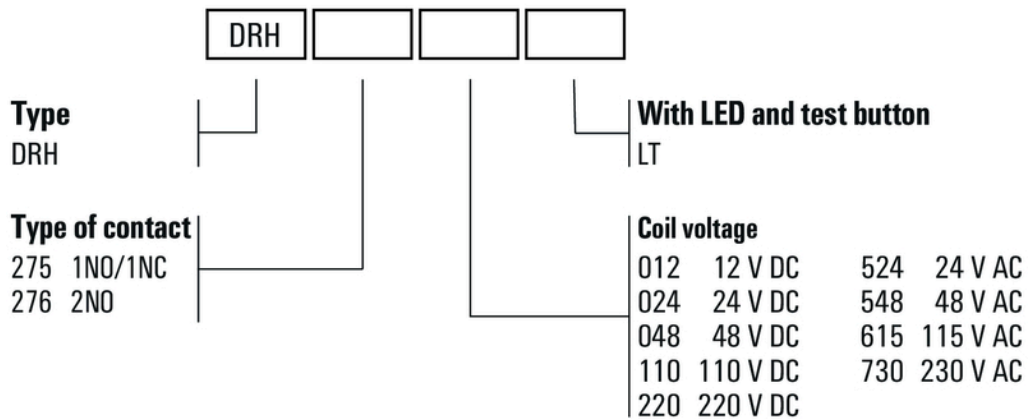 DRH
Type
DRH
With LED and test button
LT
Type of contact
275 1NO/1NC
276 2NO
Coil voltage
012 12 V DC 524 24 V AC
024 24 V DC 548 48 V AC
048 48 V DC 615 115 V AC
110 110 V DC 730 230 V AC
220 220 V DC